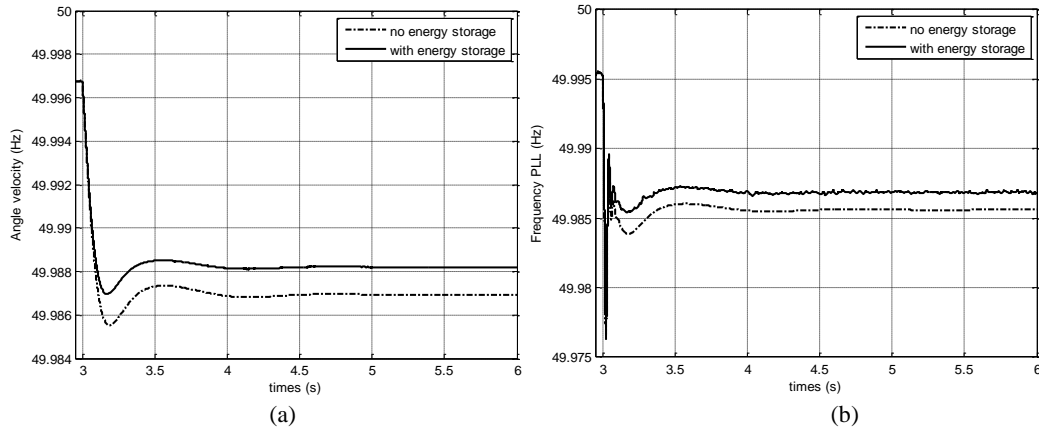 50
49.998
49.996
49.994
49.992
49.99
49.988
49.986
49.984
Angle velocity (Hz)
no energy storage
with energy storage
3
3.5
4
4.5
5
5.5
6
times (s)
(a)
50
49.995
49.99
49.985
49.98
49.975
Frequency PLL (Hz)
no energy storage
with energy storage
3
3.5
4
4.5
5
5.5
6
times (s)
(b)